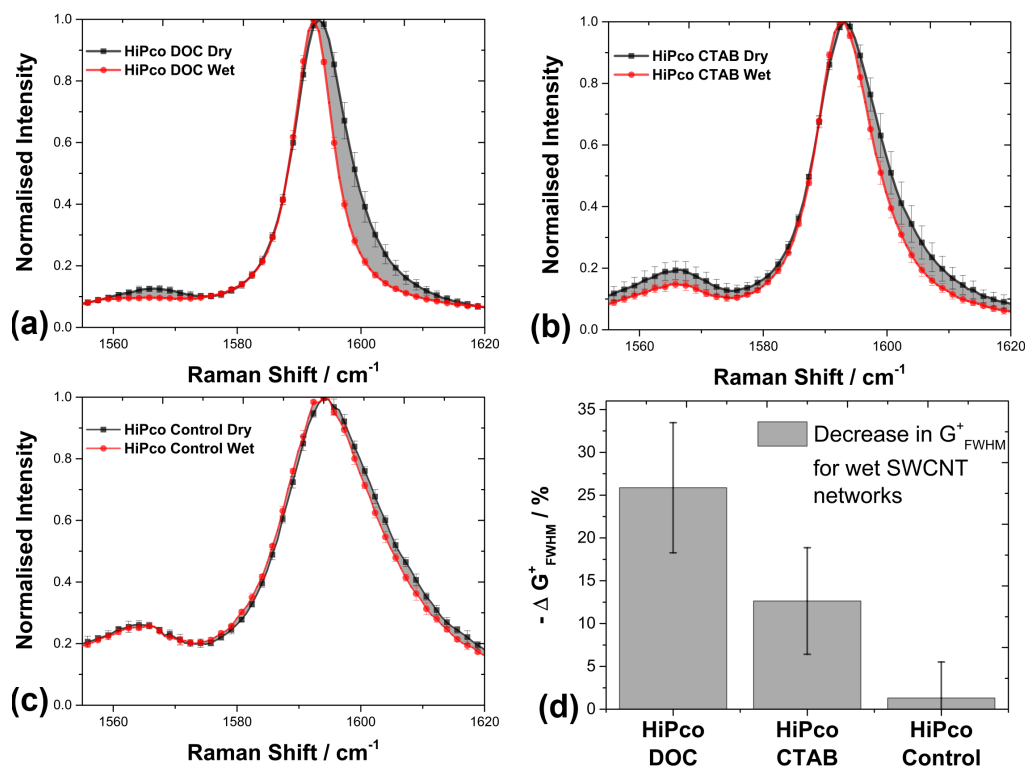 1.0
0.8
0.6
0.4
0.2
0.0
Normalised Intensity
HiPco DOC Dry
HiPco DOC Wet
(a)
1560 1580 1600 1620
Raman Shift / cm⁻¹
1.0
0.8
0.6
0.4
0.2
0.0
Normailsed Intensity
HiPco CTAB Dry
HiPco CTAB Wet
(b)
1560 1580 1600 1620
Raman Shift / cm⁻¹
1.0
0.8
0.6
0.4
0.2
0.0
Normalised Intensity
HiPco Control Dry
HiPco Control Wet
(c)
1560 1580 1600 1620
Raman Shift / cm⁻¹
35
30
25
20
15
10
5
0
- Δ G⁺FWHM / %
Decrease in G⁺FWHM
for wet SWCNT
networks
(d)
HiPco HiPco HiPco
DOC CTAB Control